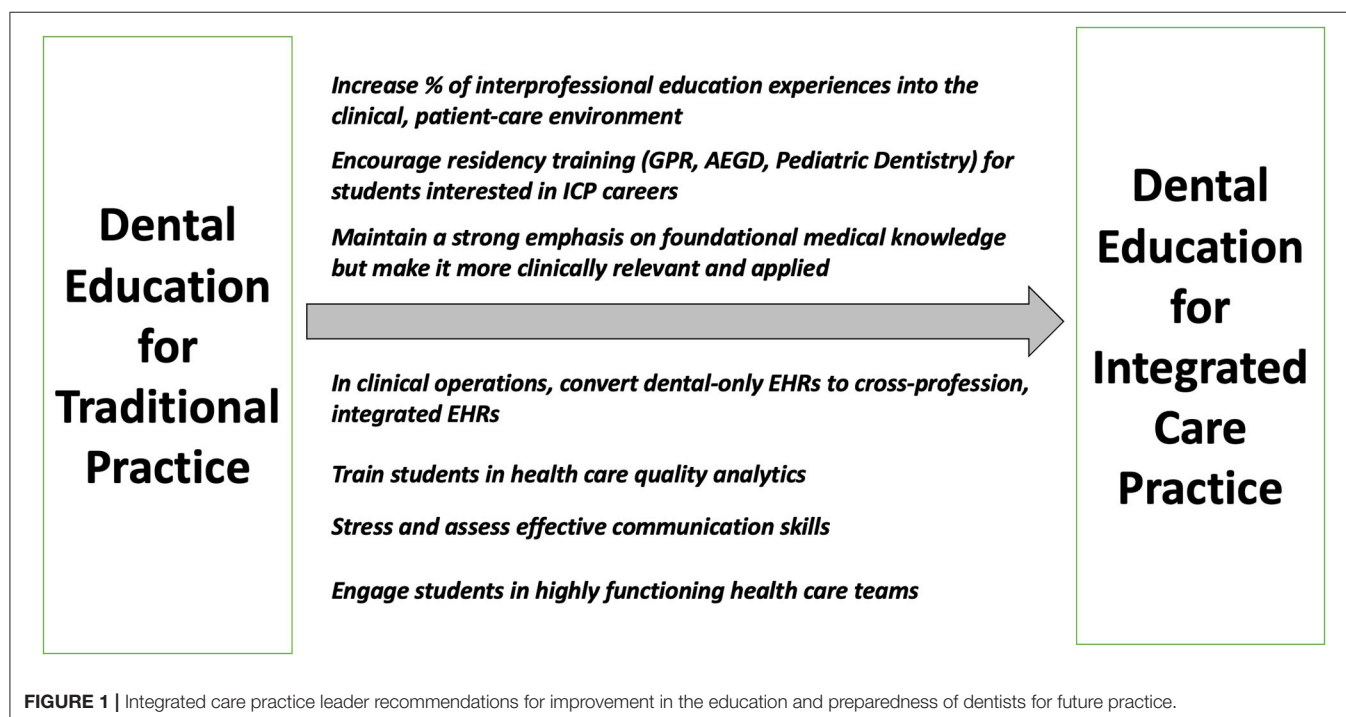 Dental
Education
for
Traditional
Practice
Increase % of interprofessional education experiences into the
clinical, patient-care environment
Encourage residency training (GPR, AEGD, Pediatric Dentistry) for
students interested in ICP careers
Maintain a strong emphasis on foundational medical knowledge
but make it more clinically relevant and applied
In clinical operations, convert dental-only EHRs to cross-profession,
integrated EHRs
Train students in health care quality analytics
Stress and assess effective communication skills
Engage students in highly functioning health care teams
Dental
Education
for
Integrated
Care
Practice
FIGURE 1 | Integrated care practice leader recommendations for improvement in the education and preparedness of dentists for future practice.